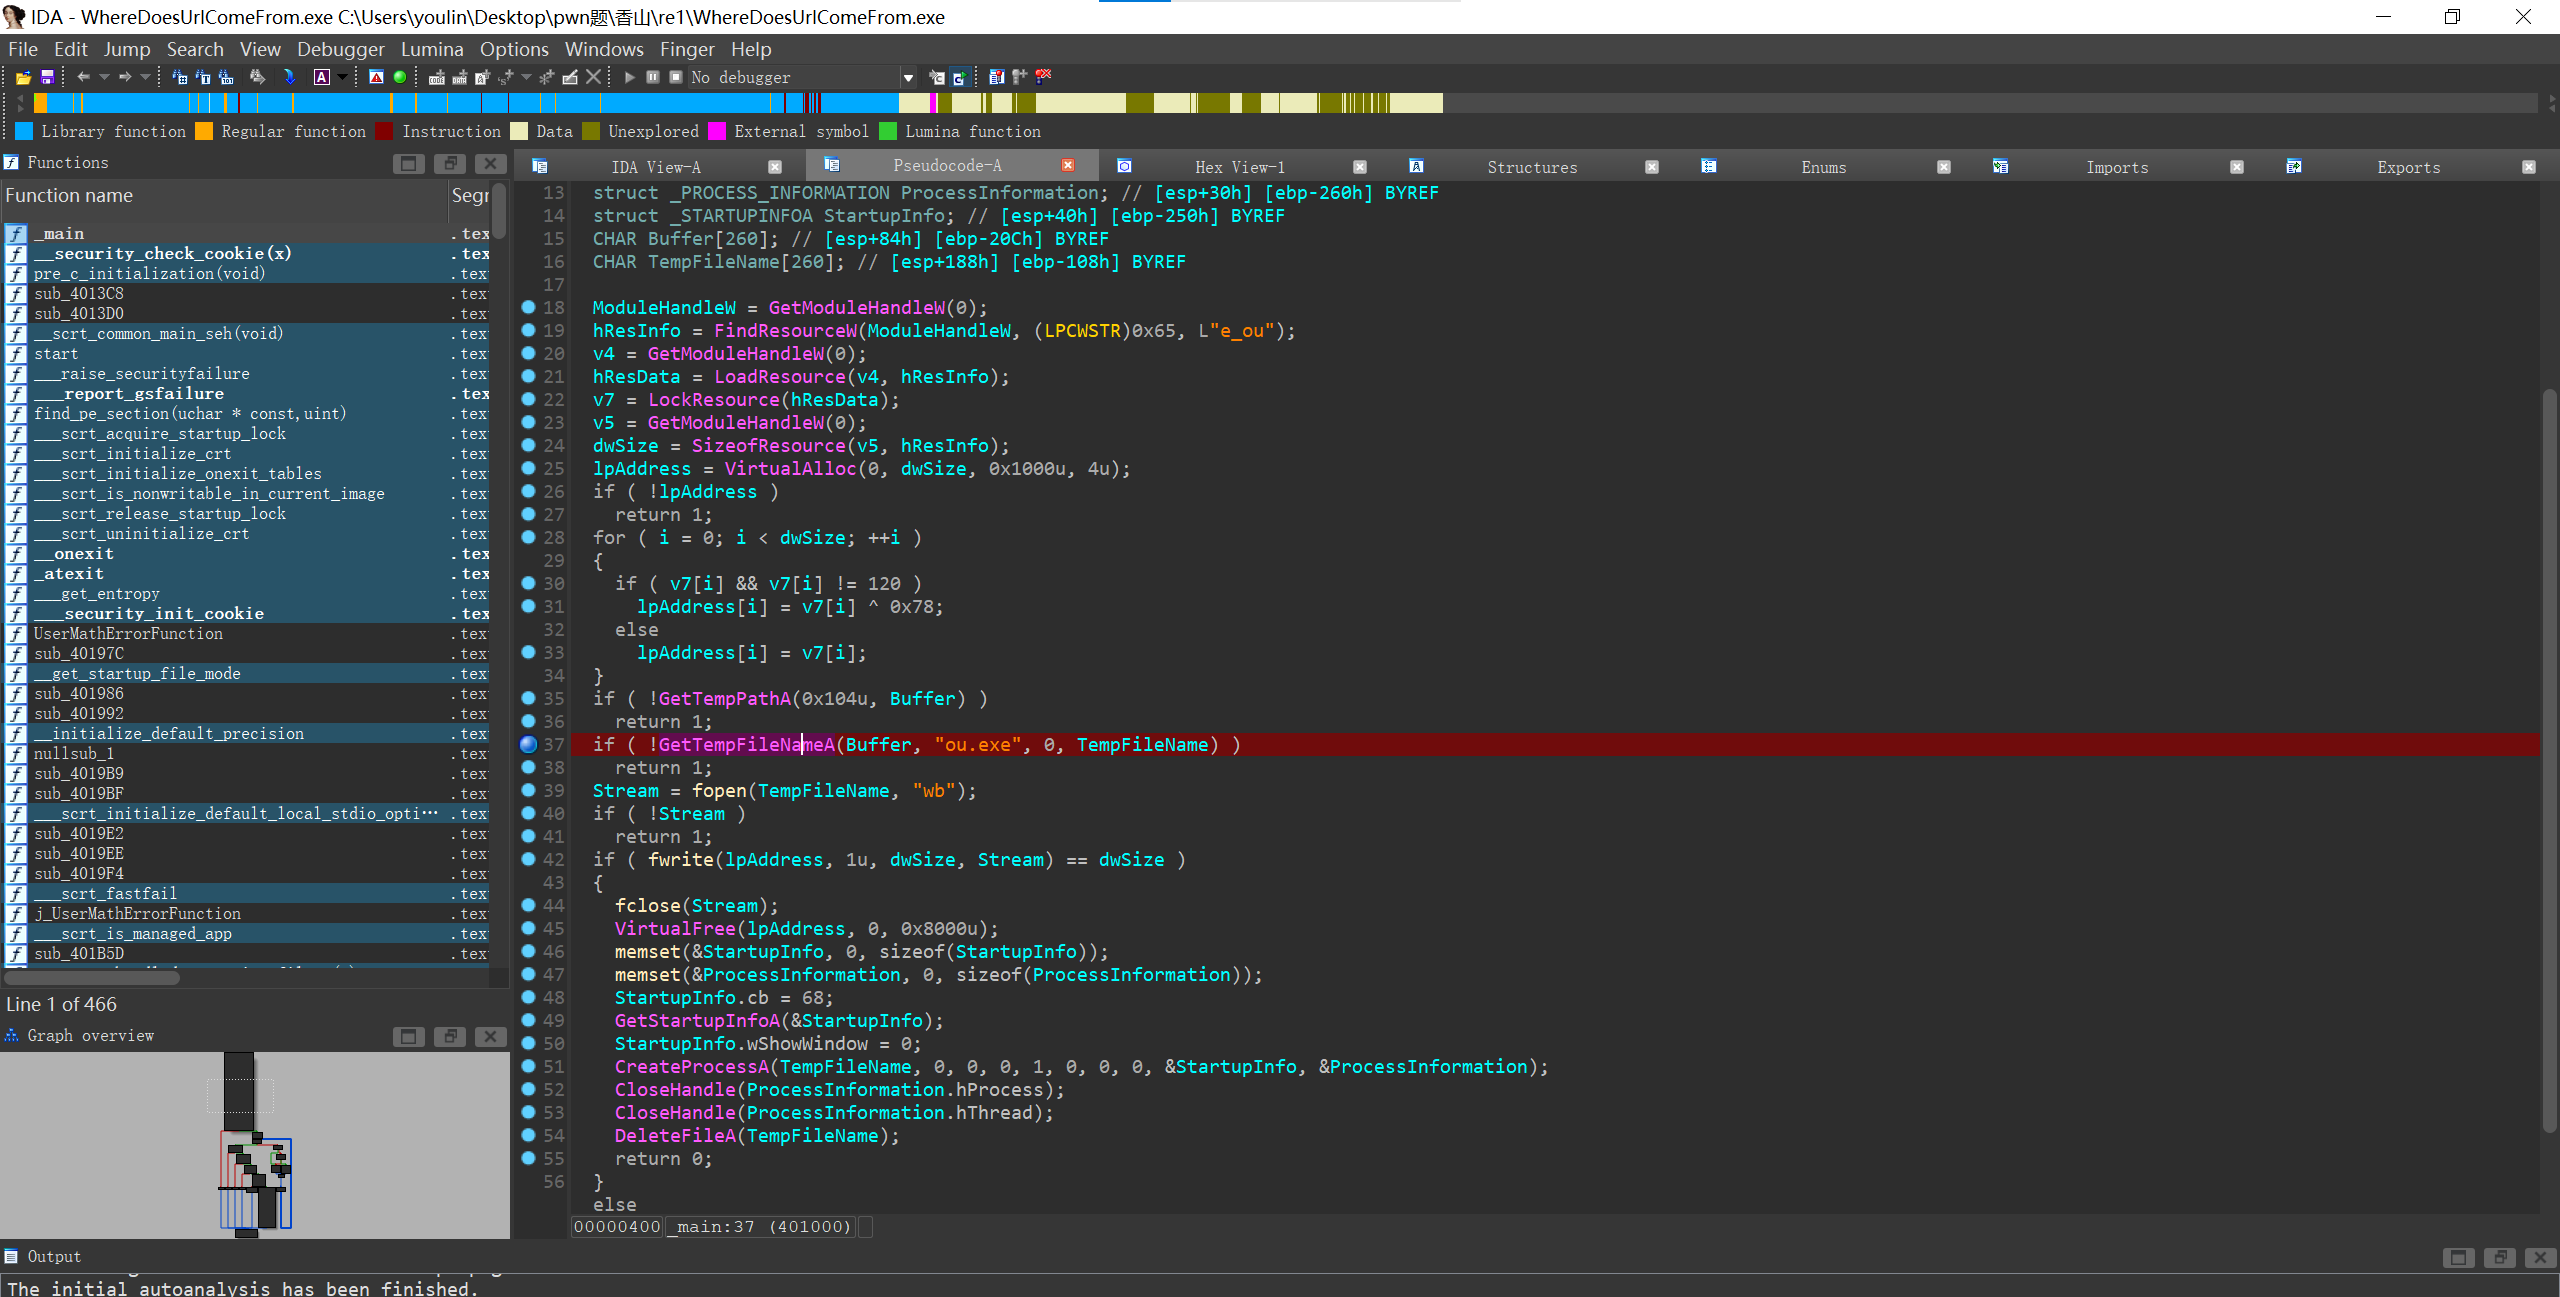 IDA - WhereDoesUrlComeFrom.exe C:\Users\youlin\Desktop\pwn题\香山\re1\WhereDoesUrlComeFrom.exe
File Edit Jump Search View Debugger Lumina Options Windows Finger Help
No debugger
Library function Regular function Instruction Data Unexplored External symbol Lumina function
Functions
Function name Segr
_main .tex
__security_check_cookie(x) .tex
pre_c_initialization(void) .tex
sub_4013C8 .tex
sub_4013D0 .tex
__scrt_common_main_seh(void) .tex
start .tex
___raise_securityfailure .tex
___report_gsfailure .tex
find_pe_section(uchar * const,uint) .tex
___scrt_acquire_startup_lock .tex
___scrt_initialize_crt .tex
___scrt_initialize_onexit_tables .tex
___scrt_is_nonwritable_in_current_image .tex
___scrt_release_startup_lock .tex
___scrt_uninitialize_crt .tex
__onexit .tex
_atexit .tex
___get_entropy .tex
___security_init_cookie .tex
UserMathErrorFunction .tex
sub_40197C .tex
__get_startup_file_mode .tex
sub_401986 .tex
sub_401992 .tex
__initialize_default_precision .tex
nullsub_1 .tex
sub_4019B9 .tex
sub_4019BF .tex
___scrt_initialize_default_local_stdio_opti… .tex
sub_4019E2 .tex
sub_4019EE .tex
sub_4019F4 .tex
___scrt_fastfail .tex
j_UserMathErrorFunction .tex
___scrt_is_managed_app .tex
sub_401B5D .tex
Line 1 of 466
Graph overview
IDA View-A Pseudocode-A Hex View-1 Structures Enums Imports Exports
13 struct _PROCESS_INFORMATION ProcessInformation; // [esp+30h] [ebp-260h] BYREF
14 struct _STARTUPINFOA StartupInfo; // [esp+40h] [ebp-250h] BYREF
15 CHAR Buffer[260]; // [esp+84h] [ebp-20Ch] BYREF
16 CHAR TempFileName[260]; // [esp+188h] [ebp-108h] BYREF
17
18 ModuleHandleW = GetModuleHandleW(0);
19 hResInfo = FindResourceW(ModuleHandleW, (LPCWSTR)0x65, L"e_ou");
20 v4 = GetModuleHandleW(0);
21 hResData = LoadResource(v4, hResInfo);
22 v7 = LockResource(hResData);
23 v5 = GetModuleHandleW(0);
24 dwSize = SizeofResource(v5, hResInfo);
25 lpAddress = VirtualAlloc(0, dwSize, 0x1000u, 4u);
26 if ( !lpAddress )
27 return 1;
28 for ( i = 0; i < dwSize; ++i )
29 {
30 if ( v7[i] && v7[i] != 120 )
31 lpAddress[i] = v7[i] ^ 0x78;
32 else
33 lpAddress[i] = v7[i];
34 }
35 if ( !GetTempPathA(0x104u, Buffer) )
36 return 1;
37 if ( !GetTempFileNameA(Buffer, "ou.exe", 0, TempFileName) )
38 return 1;
39 Stream = fopen(TempFileName, "wb");
40 if ( !Stream )
41 return 1;
42 if ( fwrite(lpAddress, 1u, dwSize, Stream) == dwSize )
43 {
44 fclose(Stream);
45 VirtualFree(lpAddress, 0, 0x8000u);
46 memset(&StartupInfo, 0, sizeof(StartupInfo));
47 memset(&ProcessInformation, 0, sizeof(ProcessInformation));
48 StartupInfo.cb = 68;
49 GetStartupInfoA(&StartupInfo);
50 StartupInfo.wShowWindow = 0;
51 CreateProcessA(TempFileName, 0, 0, 0, 1, 0, 0, 0, &StartupInfo, &ProcessInformation);
52 CloseHandle(ProcessInformation.hProcess);
53 CloseHandle(ProcessInformation.hThread);
54 DeleteFileA(TempFileName);
55 return 0;
56 }
else
00000400 _main:37 (401000)
Output
The initial autoanalysis has been finished.